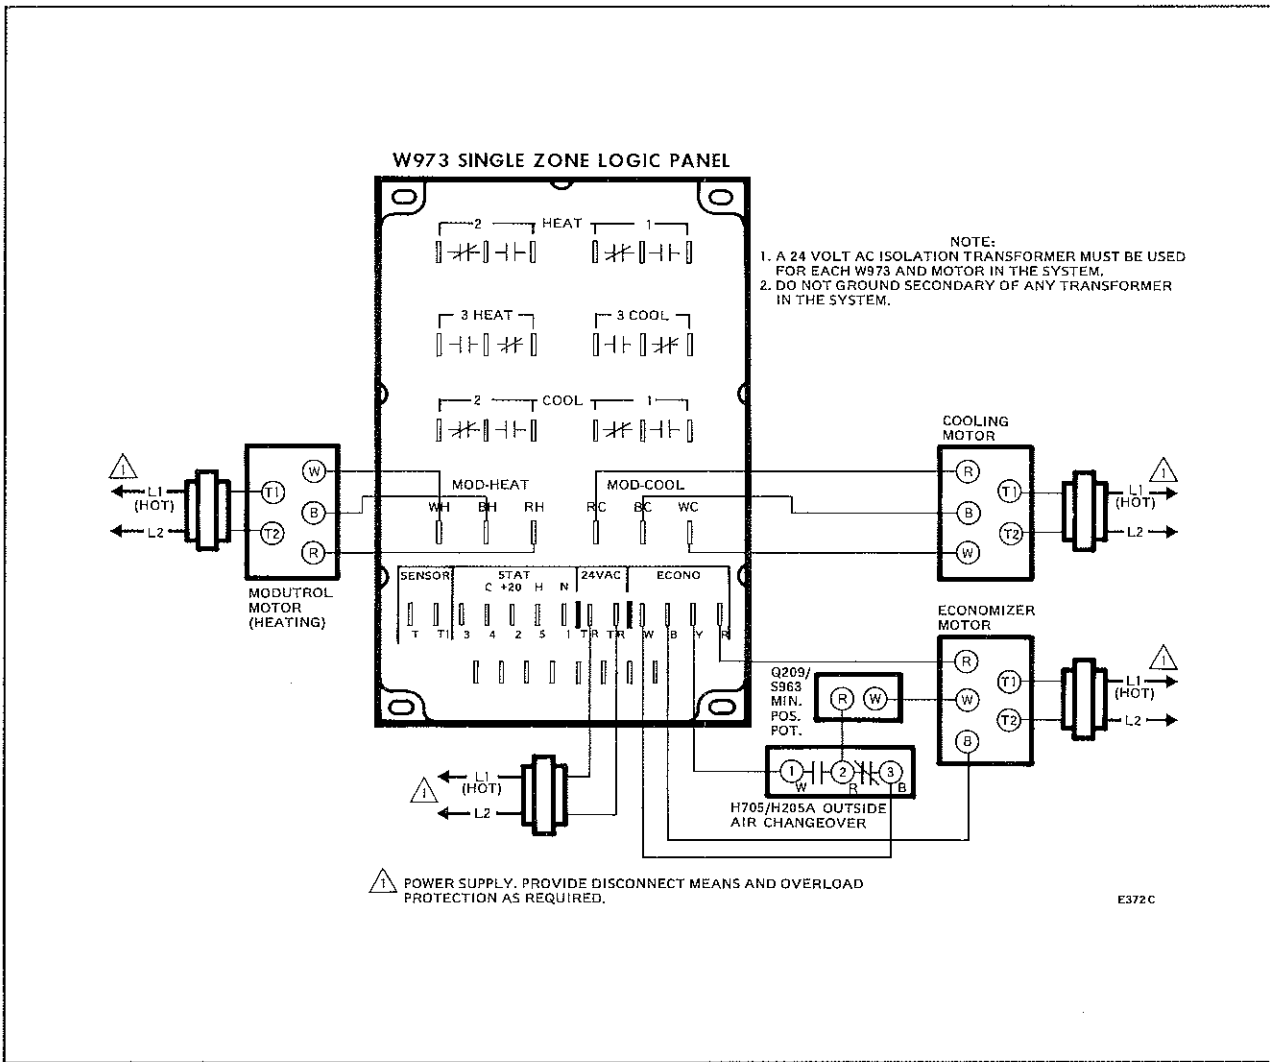 W973 SINGLE ZONE LOGIC PANEL
2 HEAT 1
NOTE:
1. A 24 VOLT AC ISOLATION TRANSFORMER MUST BE USED
FOR EACH W973 AND MOTOR IN THE SYSTEM.
2. DO NOT GROUND SECONDARY OF ANY TRANSFORMER
IN THE SYSTEM.
3 HEAT 3 COOL
2 COOL 1
COOLING
MOTOR
1
L1
(HOT)
L2
T1
T2
W
B
R
MODUTROL
MOTOR
(HEATING)
MOD-HEAT MOD-COOL
WH BH RH RC BC WC
R
B
W
T1
T2
1
L1
(HOT)
L2
SENSOR STAT 24VAC ECONO
C +20 H N
T T1 3 4 2 5 1 TR TR W B Y R
ECONOMIZER
MOTOR
R
W
B
T1
T2
1
L1
(HOT)
L2
Q209/
S963
MIN.
POS.
POT.
R W
1 2 3
W R B
H705/H205A OUTSIDE
AIR CHANGEOVER
1
L1
(HOT)
L2
1 POWER SUPPLY. PROVIDE DISCONNECT MEANS AND OVERLOAD
PROTECTION AS REQUIRED.
E372C